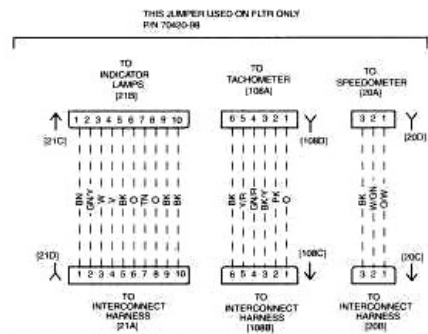 THIS JUMPER USED ON FLTR ONLY
P/N 70420-98
TO
INDICATOR
LAMPS
[21B]
TO
TACHOMETER
[108A]
TO
SPEEDOMETER
[20A]
1 2 3 4 5 6 7 8 9 10
6 5 4 3 2 1
3 2 1
[21C]
[108D]
[20D]
BN
GN/Y
W
V
BK
O
TN
O
BK
BK
BK
Y/R
GN/R
BK/Y
PK
O
BK
W/GN
O/W
[21D]
[108C]
[20C]
1 2 3 4 5 6 7 8 9 10
6 5 4 3 2 1
3 2 1
TO
INTERCONNECT
HARNESS
[21A]
TO
INTERCONNECT
HARNESS
[108B]
TO
INTERCONNECT
HARNESS
[20B]